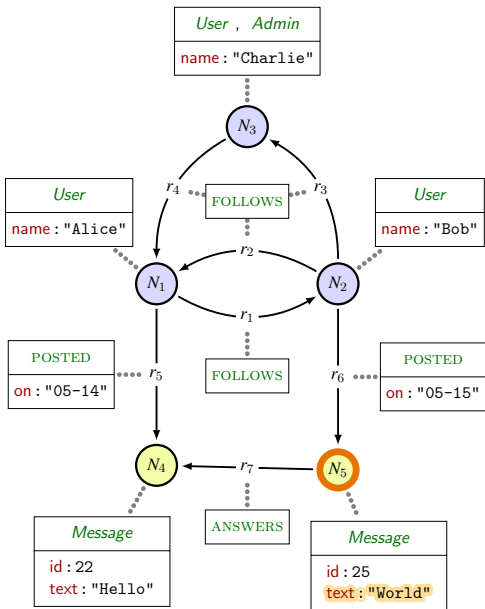 User , Admin
name : "Charlie"
N3
r4
r3
FOLLOWS
User
name : "Alice"
User
name : "Bob"
r2
N1
N2
r1
POSTED
on : "05-14"
r5
FOLLOWS
r6
POSTED
on : "05-15"
N4
r7
N5
ANSWERS
Message
id : 22
text : "Hello"
Message
id : 25
text : "World"